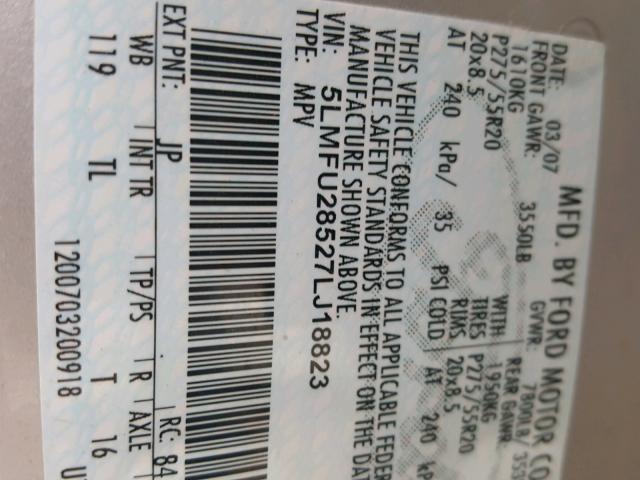 MFD. BY FORD MOTOR CO
DATE: 03/07 GVWR: 7800LB/ 353
FRONT GAWR: 3550LB REAR GAWR:
1610KG WITH 1950KG
P275/55R20 TIRES P275/55R20
20x8.5 RIMS 20x8.5
AT 240 kPa/ 35 PSI COLD AT 240 kP
THIS VEHICLE CONFORMS TO ALL APPLICABLE FEDER
VEHICLE SAFETY STANDARDS IN EFFECT ON THE DAT
MANUFACTURE SHOWN ABOVE.
VIN: 5LMFU28527LJ18823
TYPE: MPV
EXT PNT: JP RC: 84
WB INT TR TP/PS R AXLE
119 TL T 16 U
1200703200918